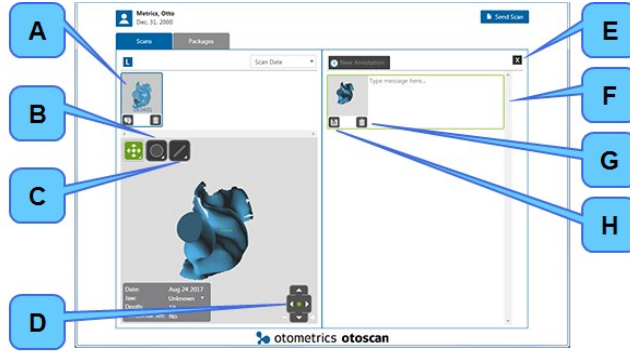 Metrics, Otto
Dec. 31, 2000
Send Scan
Scans
Packages
L
Scan Date
New Annotation
X
Type message here...
Date: Aug 24 2017
Jaw: Unknown
Depth:
No
otometrics otoscan
A
B
C
D
E
F
G
H